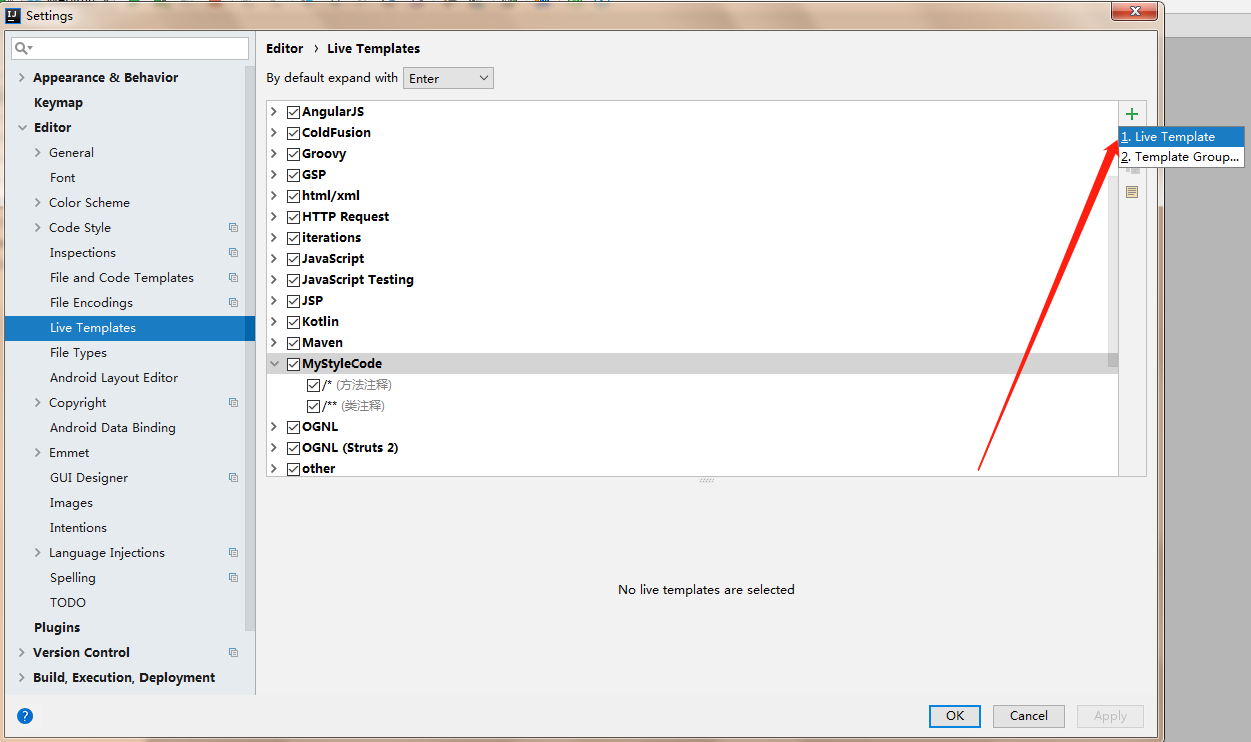 Settings
Appearance & Behavior
Keymap
Editor
General
Font
Color Scheme
Code Style
Inspections
File and Code Templates
File Encodings
Live Templates
File Types
Android Layout Editor
Copyright
Android Data Binding
Emmet
GUI Designer
Images
Intentions
Language Injections
Spelling
TODO
Plugins
Version Control
Build, Execution, Deployment
Editor › Live Templates
By default expand with Enter
AngularJS
ColdFusion
Groovy
GSP
html/xml
HTTP Request
iterations
JavaScript
JavaScript Testing
JSP
Kotlin
Maven
MyStyleCode
/* (方法注释)
/** (类注释)
OGNL
OGNL (Struts 2)
other
1. Live Template
2. Template Group...
No live templates are selected
OK Cancel Apply